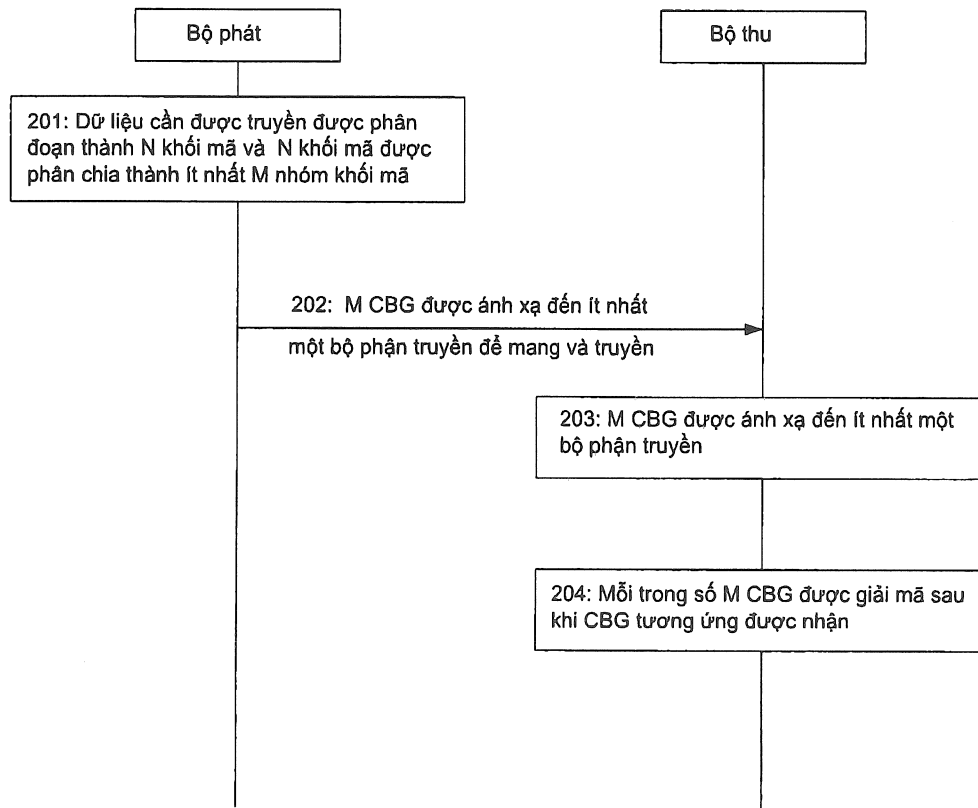 Bộ phát
Bộ thu
201: Dữ liệu cần được truyền được phân
đoạn thành N khối mã và N khối mã được
phân chia thành ít nhất M nhóm khối mã
202: M CBG được ánh xạ đến ít nhất
một bộ phận truyền để mang và truyền
203: M CBG được ánh xạ đến ít nhất một
bộ phận truyền
204: Mỗi trong số M CBG được giải mã sau
khi CBG tương ứng được nhận